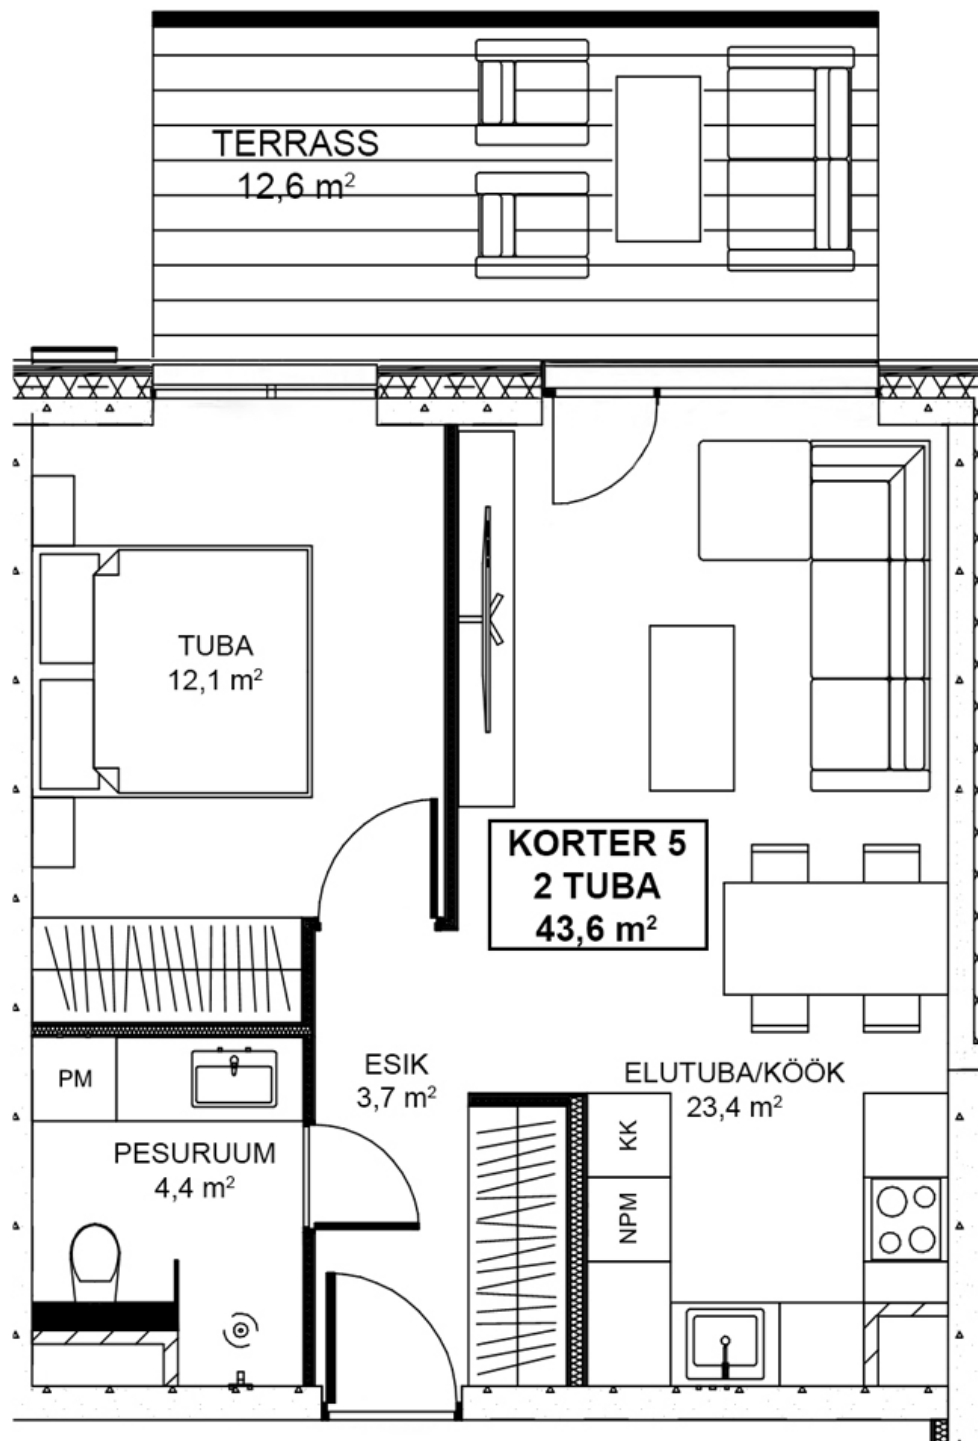 TERRASS
12,6 m²
TUBA
12,1 m²
KORTER 5
2 TUBA
43,6 m²
ESIK
3,7 m²
ELUTUBA/KÖÖK
23,4 m²
PM
PESURUUM
4,4 m²
KK
NPM